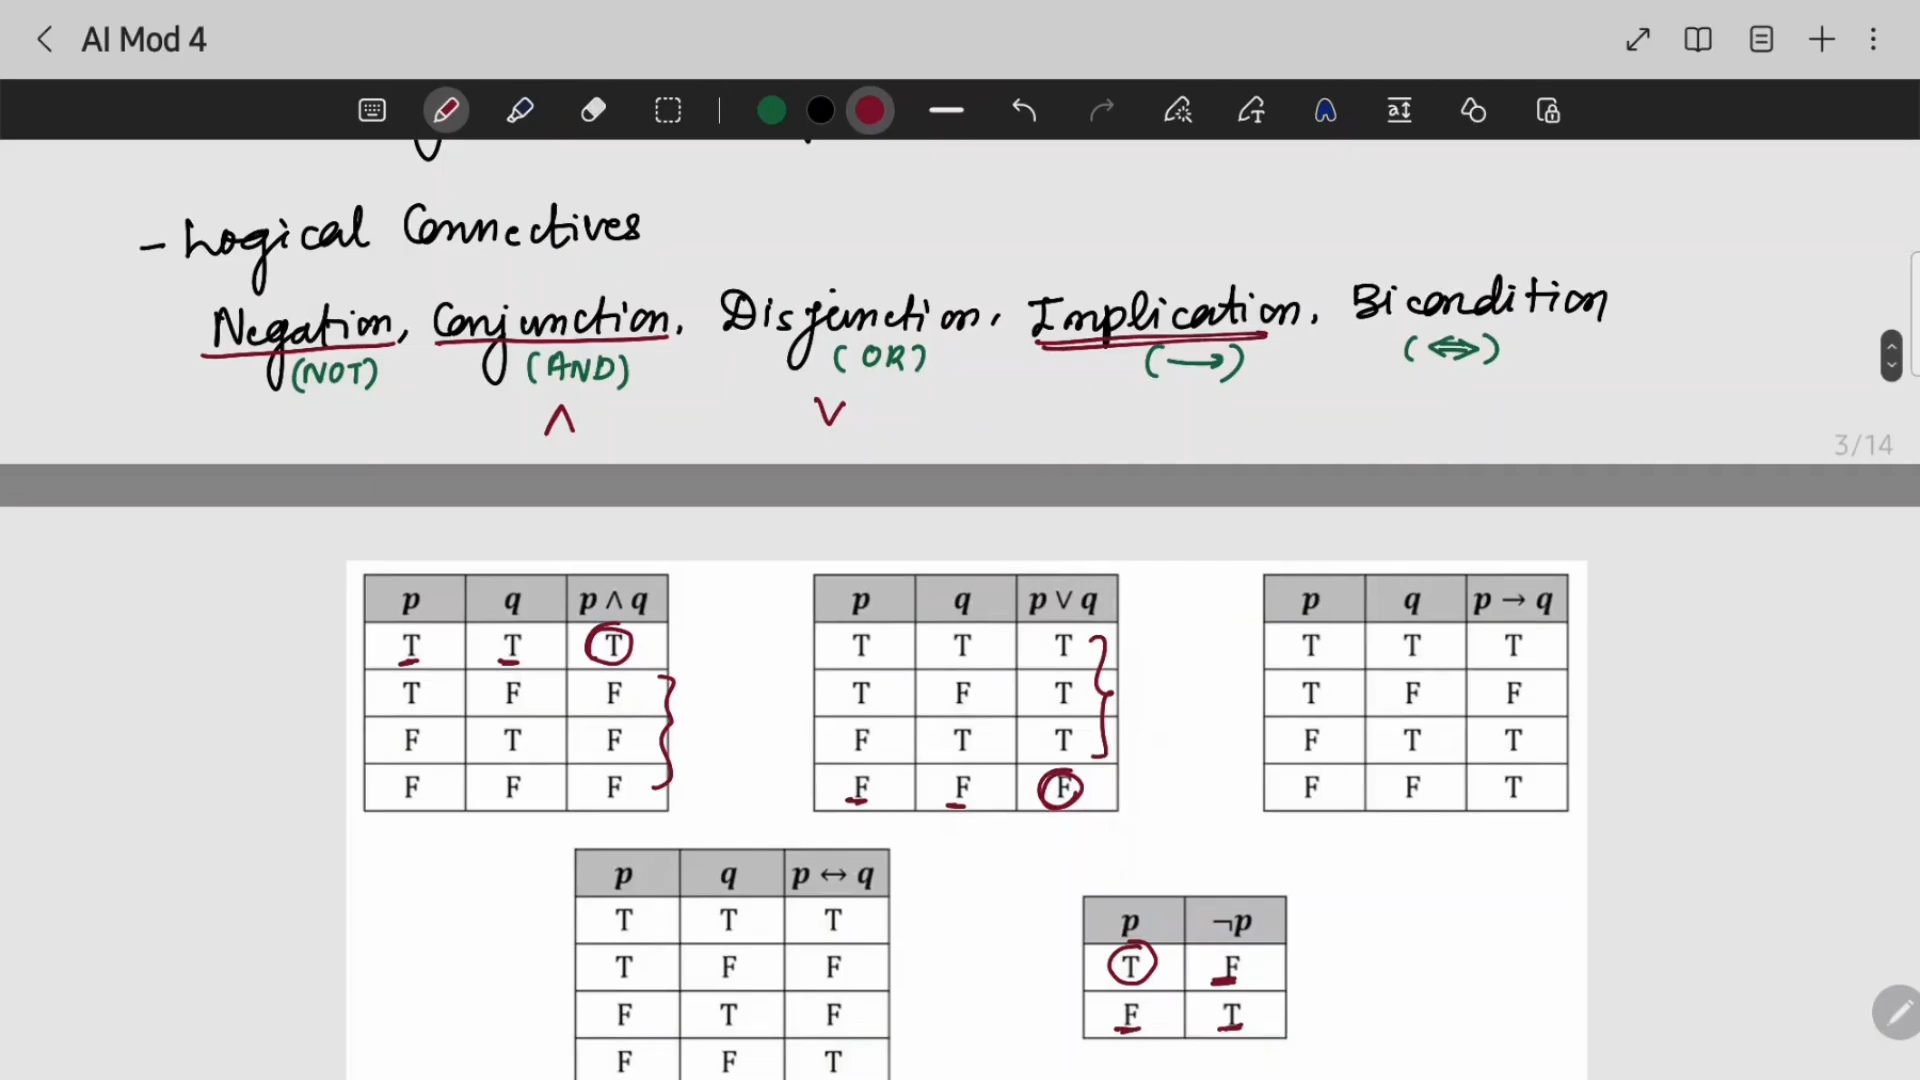 AI Mod 4
- Logical Connectives
Negation, Conjunction, Disjunction, Implication, Bicondition
(NOT) (AND) (OR) (→) (⇔)
∧ ∨
3/14
p q p ∧ q
T T T
T F F
F T F
F F F
p q p ∨ q
T T T
T F T
F T T
F F F
p q p → q
T T T
T F F
F T T
F F T
p q p ↔ q
T T T
T F F
F T F
F F T
p ¬p
T F
F T